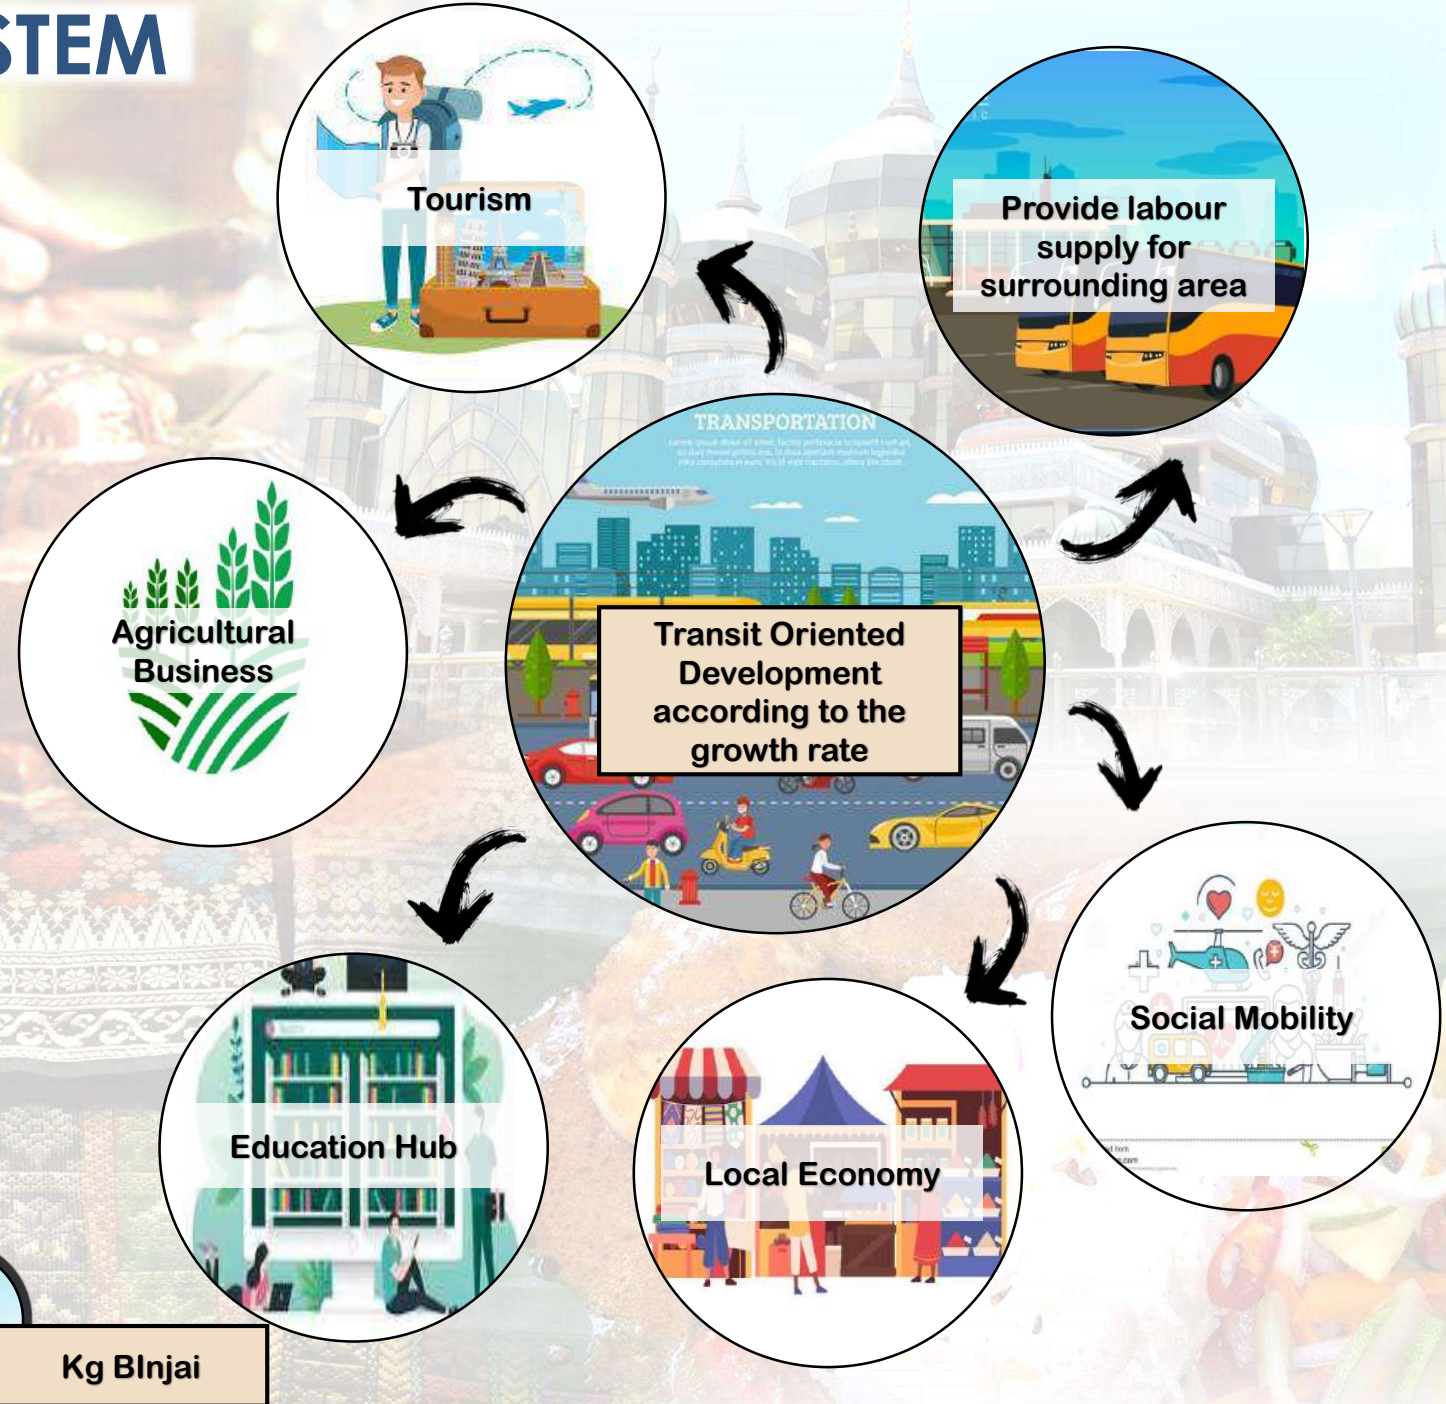 STEM
Tourism
Provide labour
supply for
surrounding area
TRANSPORTATION
Agricultural
Business
Transit Oriented
Development
according to the
growth rate
Social Mobility
Education Hub
Local Economy
Kg BInjai